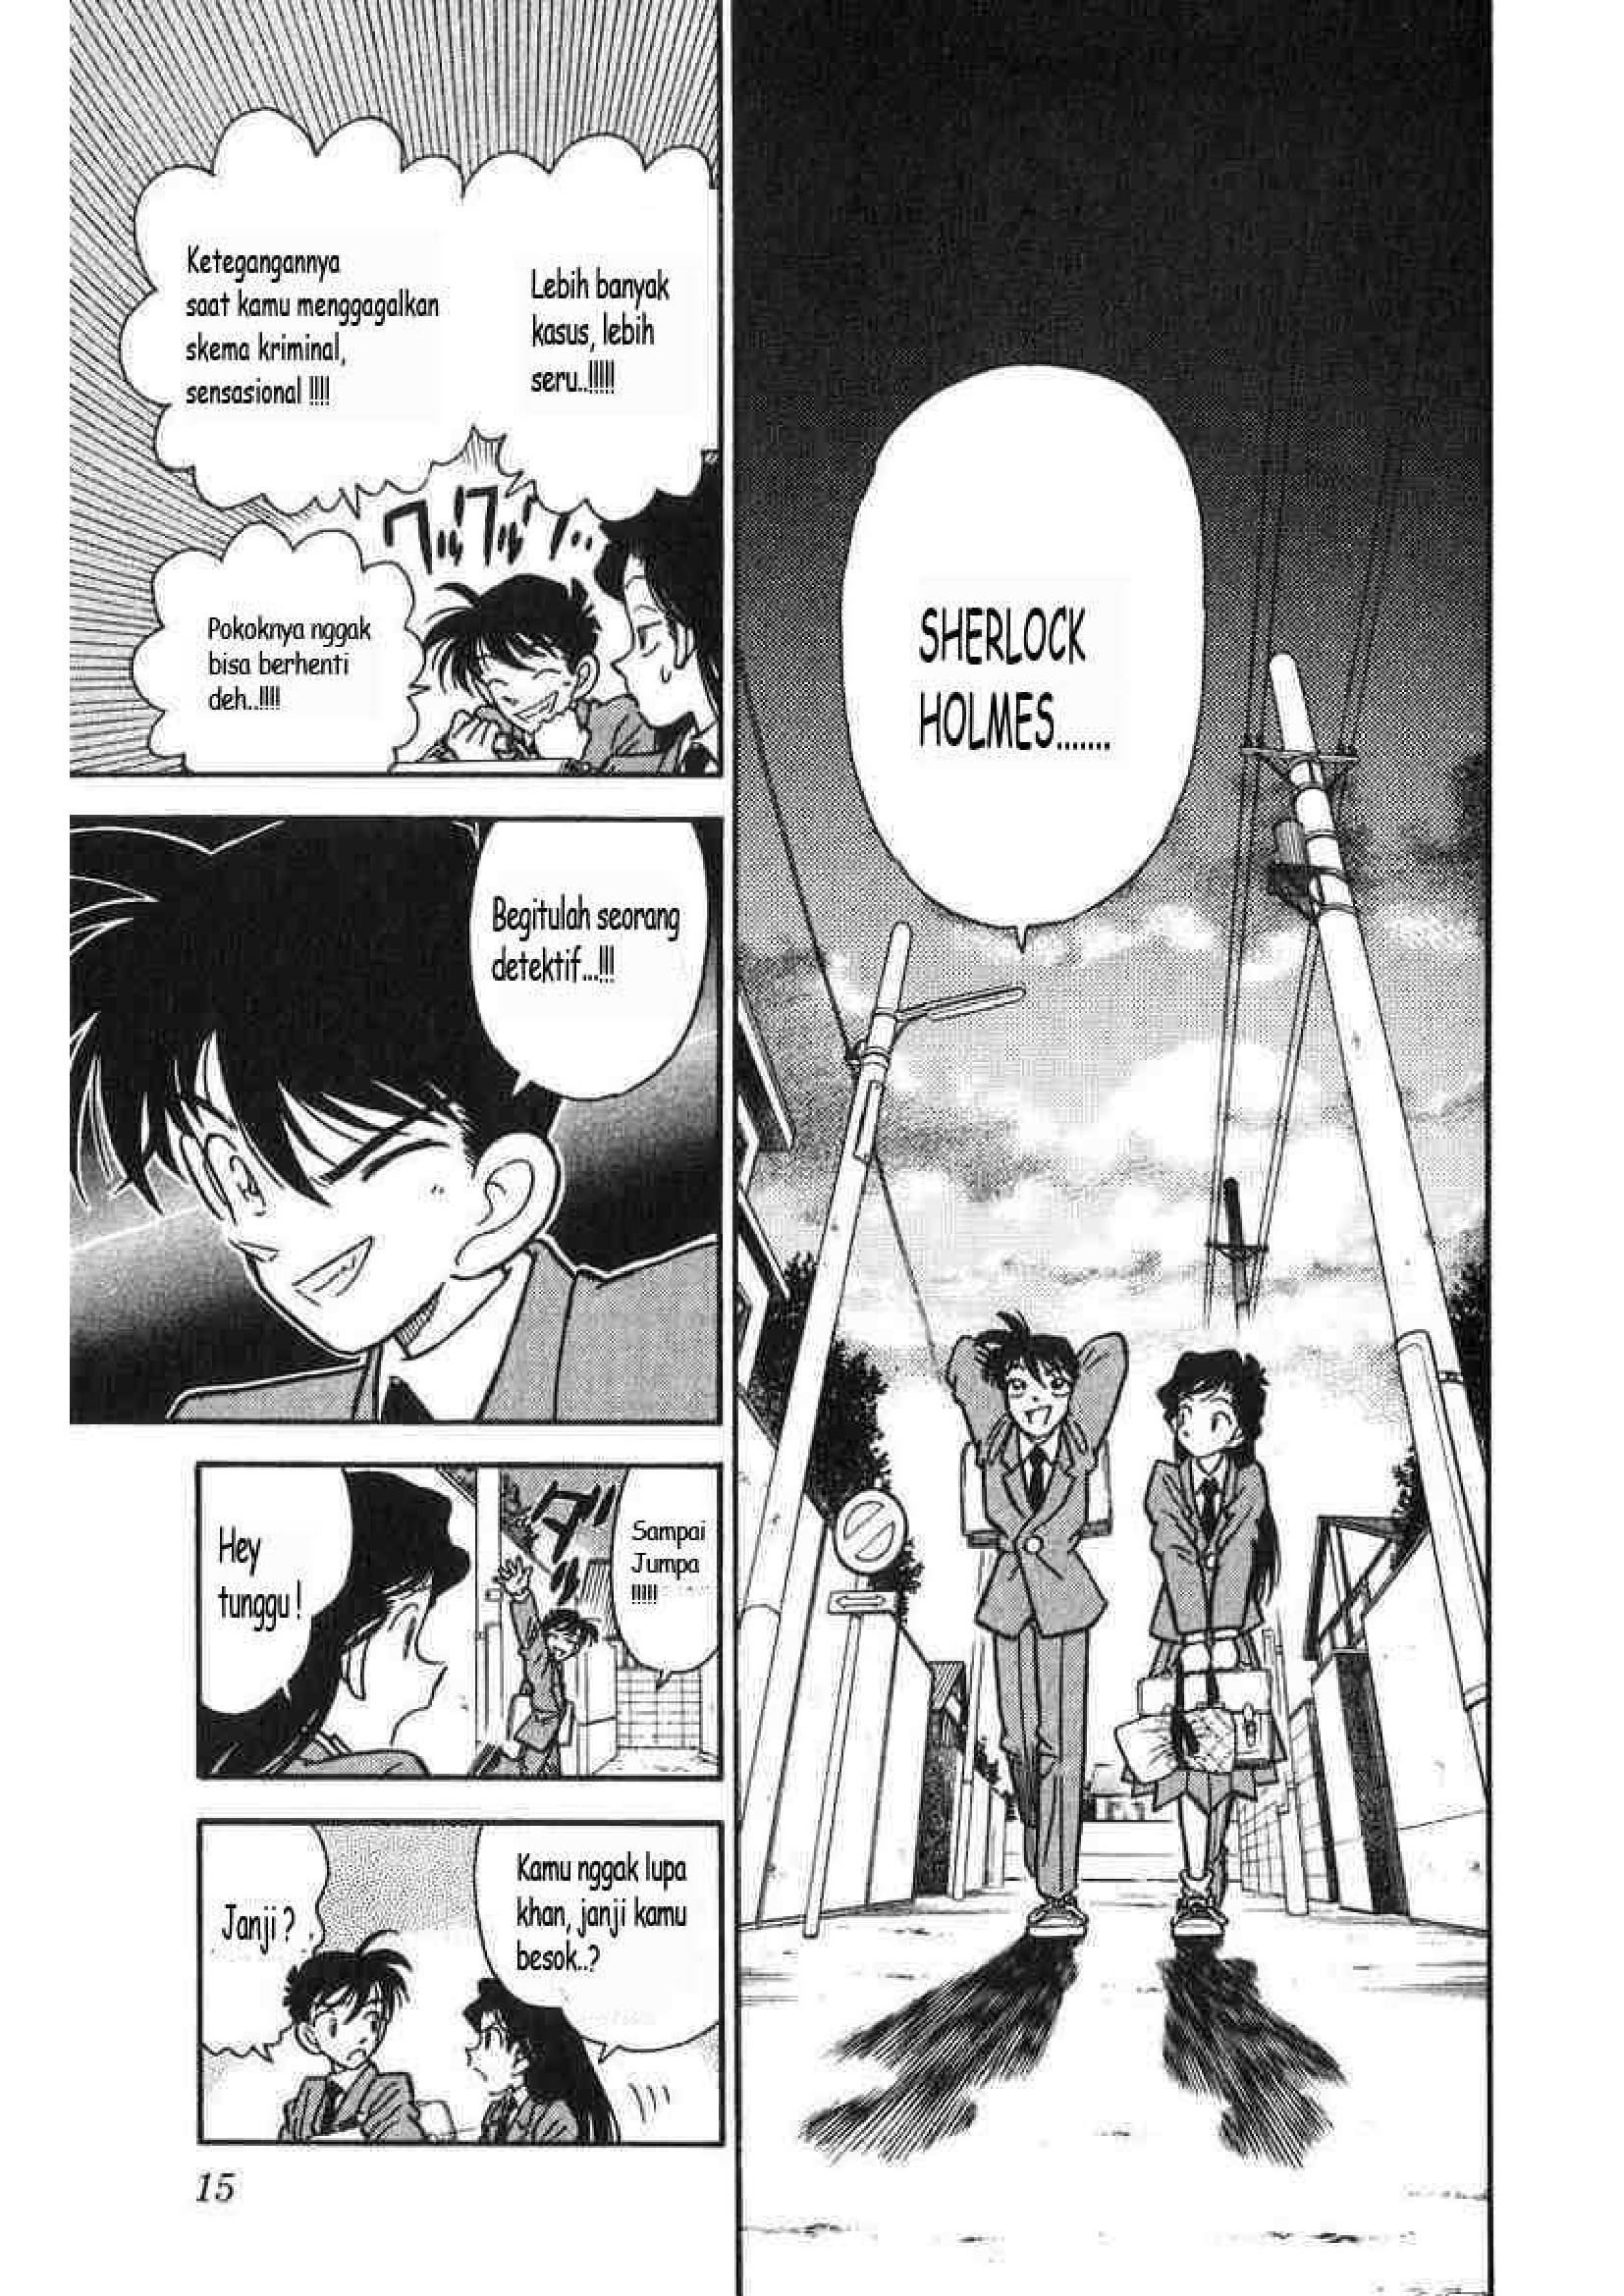 SHERLOCK
HOLMES.......
Lebih banyak
kasus, lebih
seru..!!!!!
Ketegangannya
saat kamu menggagalkan
skema kriminal,
sensasional !!!!
Pokoknya nggak
bisa berhenti
deh..!!!!
Begitulah seorang
detektif...!!!
Sampai
Jumpa
!!!!!
Hey
tunggu !
Kamu nggak lupa
khan, janji kamu
besok..?
Janji ?
15